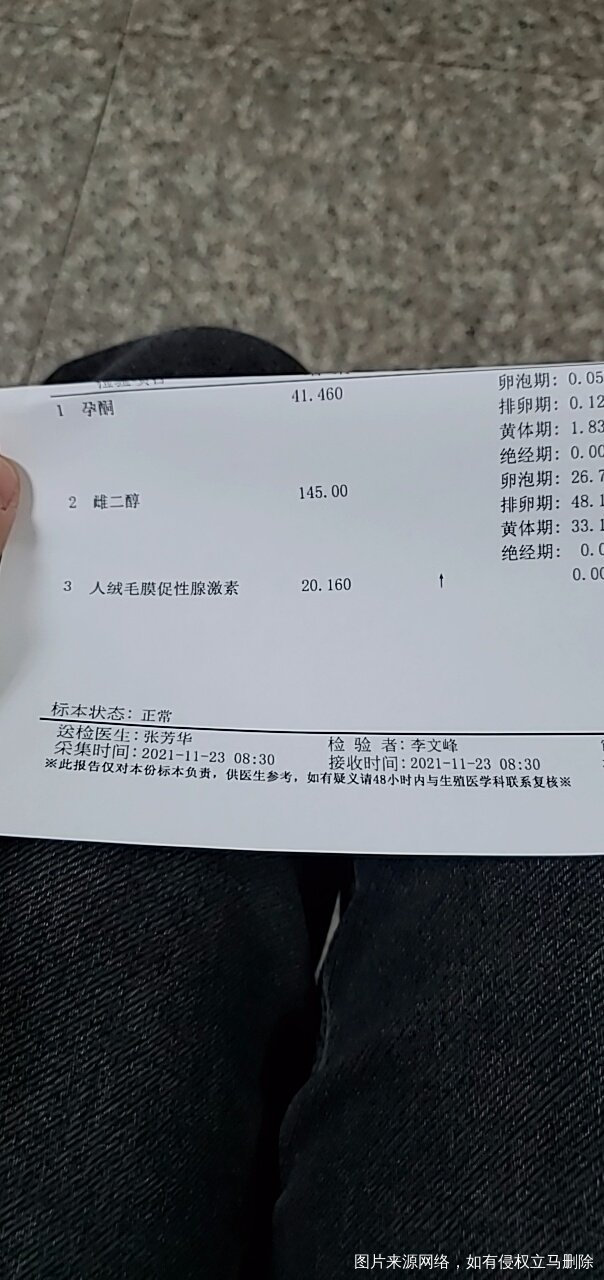 1 孕酮 41.460 卵泡期: 0.05
排卵期: 0.12
黄体期: 1.83
绝经期: 0.00
2 雌二醇 145.00 卵泡期: 26.7
排卵期: 48.1
黄体期: 33.1
绝经期: 0.0
3 人绒毛膜促性腺激素 20.160 ↑ 0.00
标本状态: 正常
送检医生: 张芳华 检 验 者: 李文峰
采集时间: 2021-11-23 08:30 接收时间: 2021-11-23 08:30
※此报告仅对本份标本负责，供医生参考，如有疑义请48小时内与生殖医学科联系复核※
图片来源网络，如有侵权立马删除